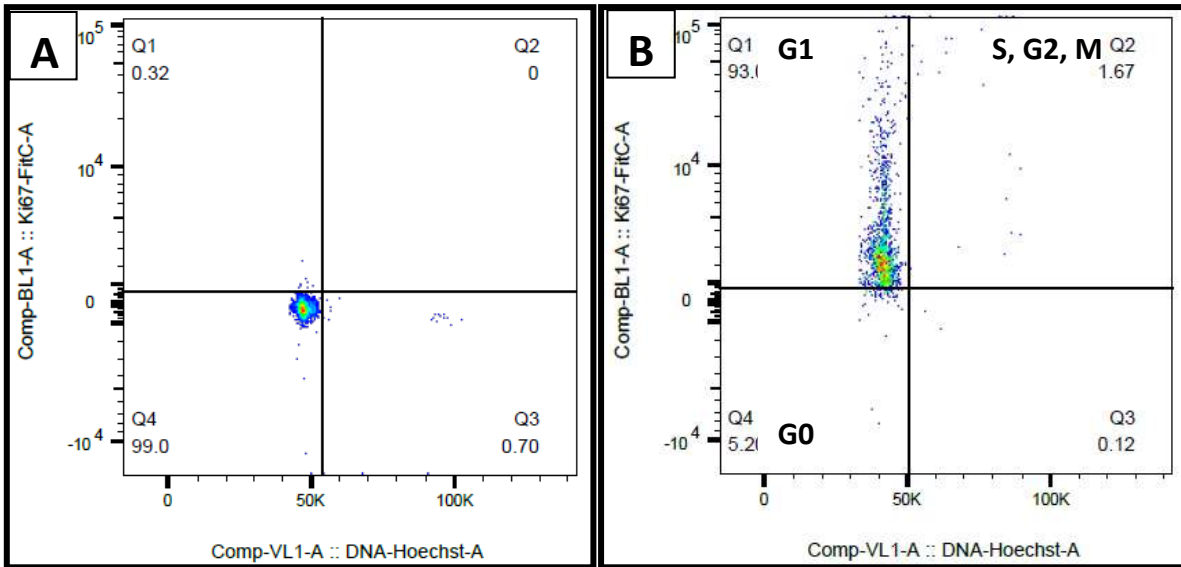 A
Q1
0.32
Q2
0
Q4
99.0
Q3
0.70
10^5
10^4
0
-10^4
Comp-BL1-A :: Ki67-FitC-A
0 50K 100K
Comp-VL1-A :: DNA-Hoechst-A
B
Q1 G1
93.
S, G2, M Q2
1.67
Q4 G0
5.20
Q3
0.12
10^5
10^4
0
-10^4
Comp-BL1-A :: Ki67-FitC-A
0 50K 100K
Comp-VL1-A :: DNA-Hoechst-A